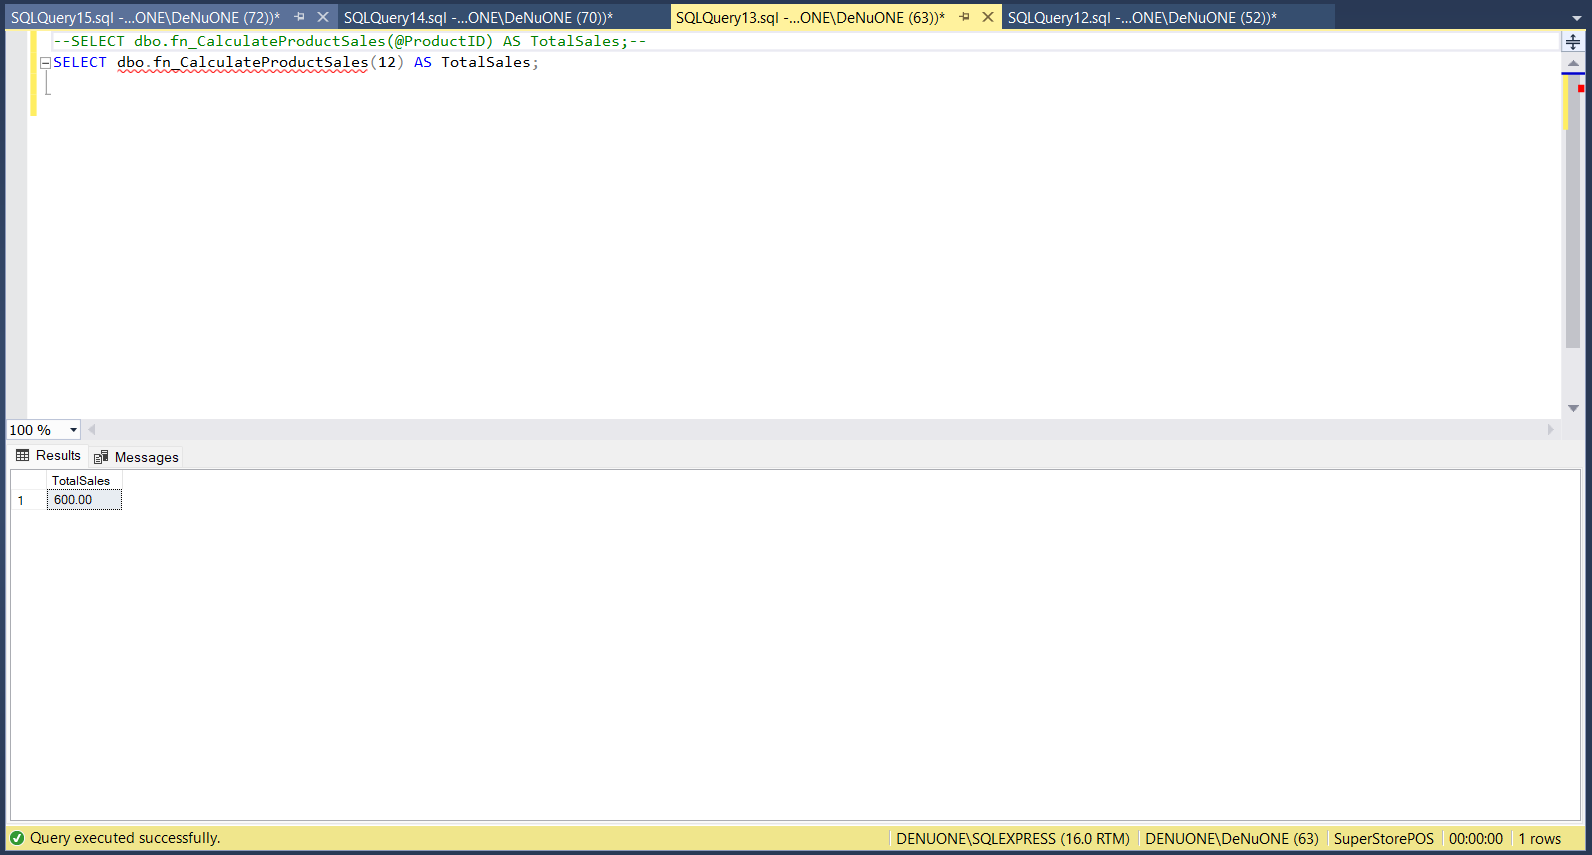 SQLQuery15.sql -...ONE\DeNuONE (72))* SQLQuery14.sql -...ONE\DeNuONE (70))* SQLQuery13.sql -...ONE\DeNuONE (63))* SQLQuery12.sql -...ONE\DeNuONE (52))*
--SELECT dbo.fn_CalculateProductSales(@ProductID) AS TotalSales;--
SELECT dbo.fn_CalculateProductSales(12) AS TotalSales;
100 %
Results Messages
TotalSales
1 600.00
Query executed successfully. DENUONE\SQLEXPRESS (16.0 RTM) DENUONE\DeNuONE (63) SuperStorePOS 00:00:00 1 rows